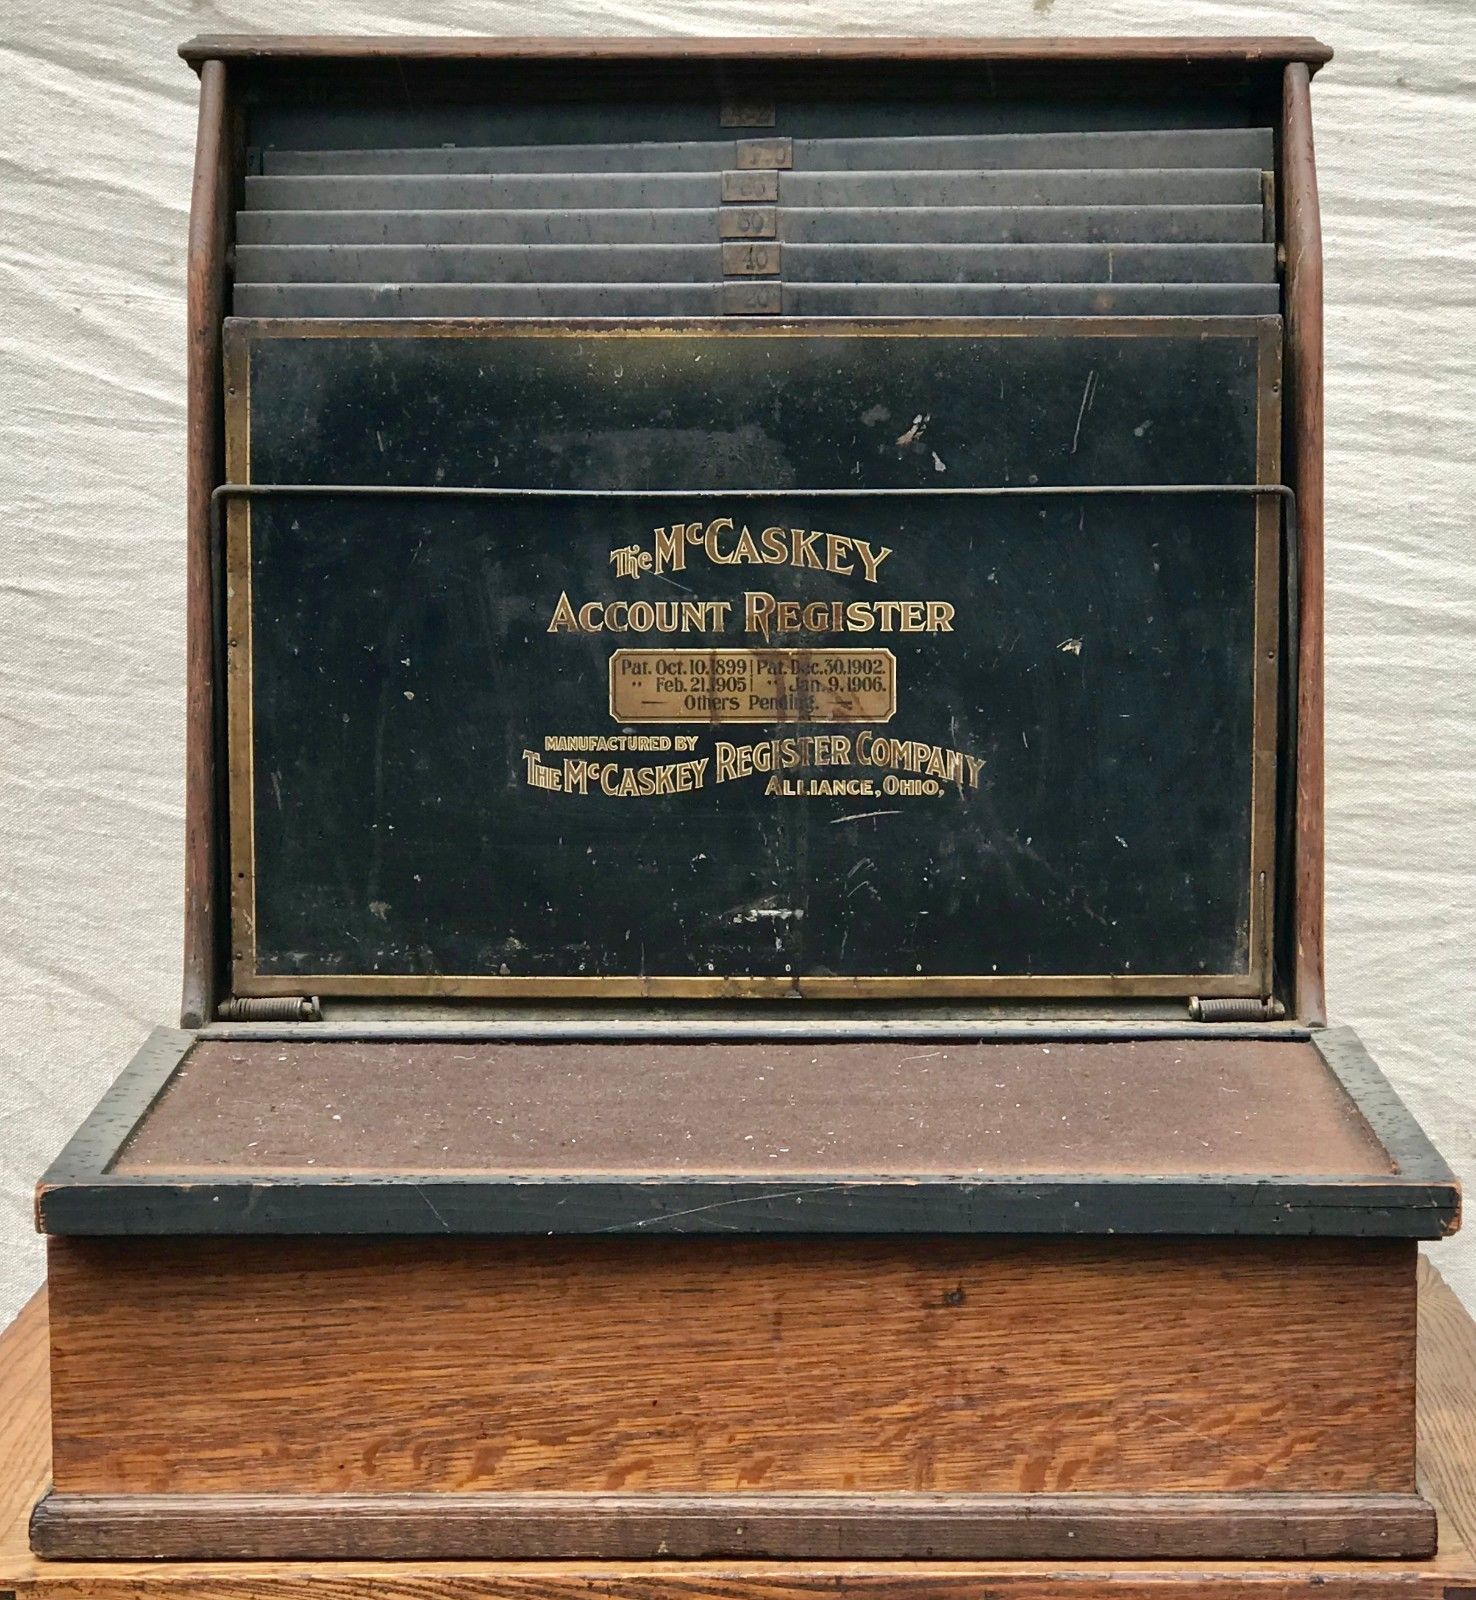 30
40
20
The McCASKEY
ACCOUNT REGISTER
Pat. Oct. 10. 1899 | Pat. Dec. 30. 1902.
" Feb. 21. 1905 | " Jan. 9. 1906.
— Others Pending. —
MANUFACTURED BY
THE McCASKEY REGISTER COMPANY
ALLIANCE, OHIO,